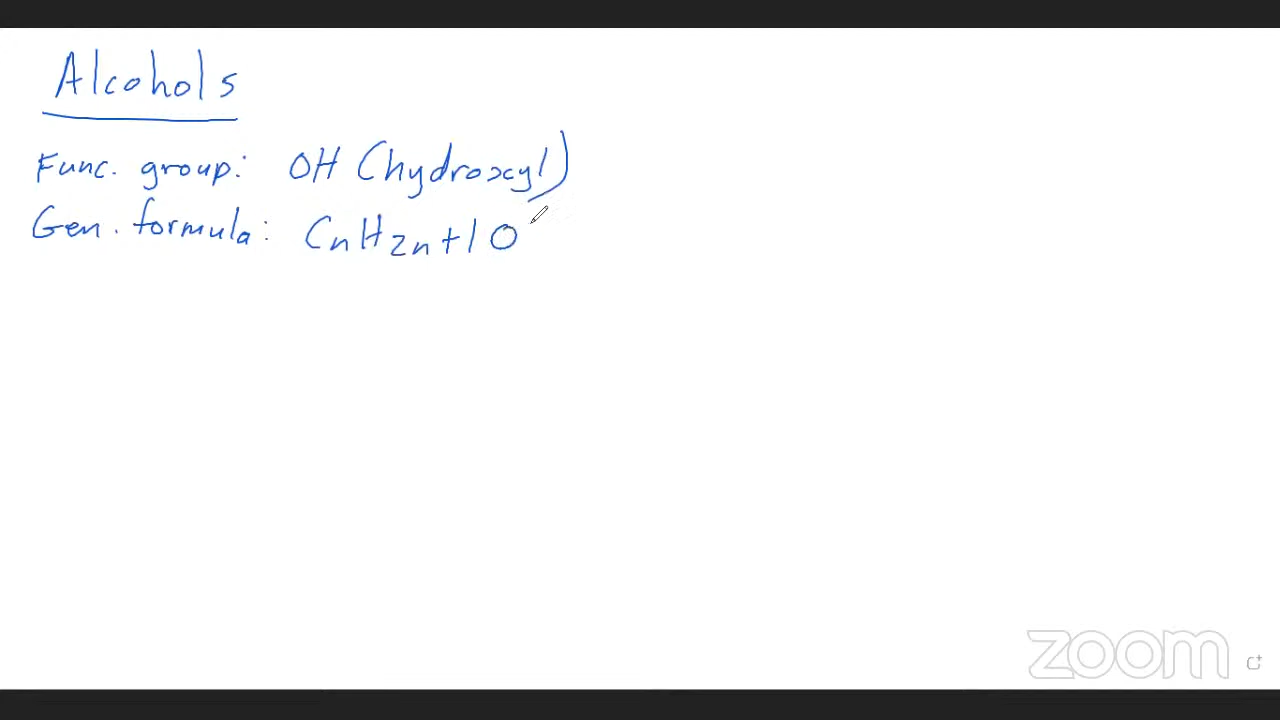 Alcohols
Func. group: OH (hydroxyl)
Gen. formula: CnH2n+1O
zoom